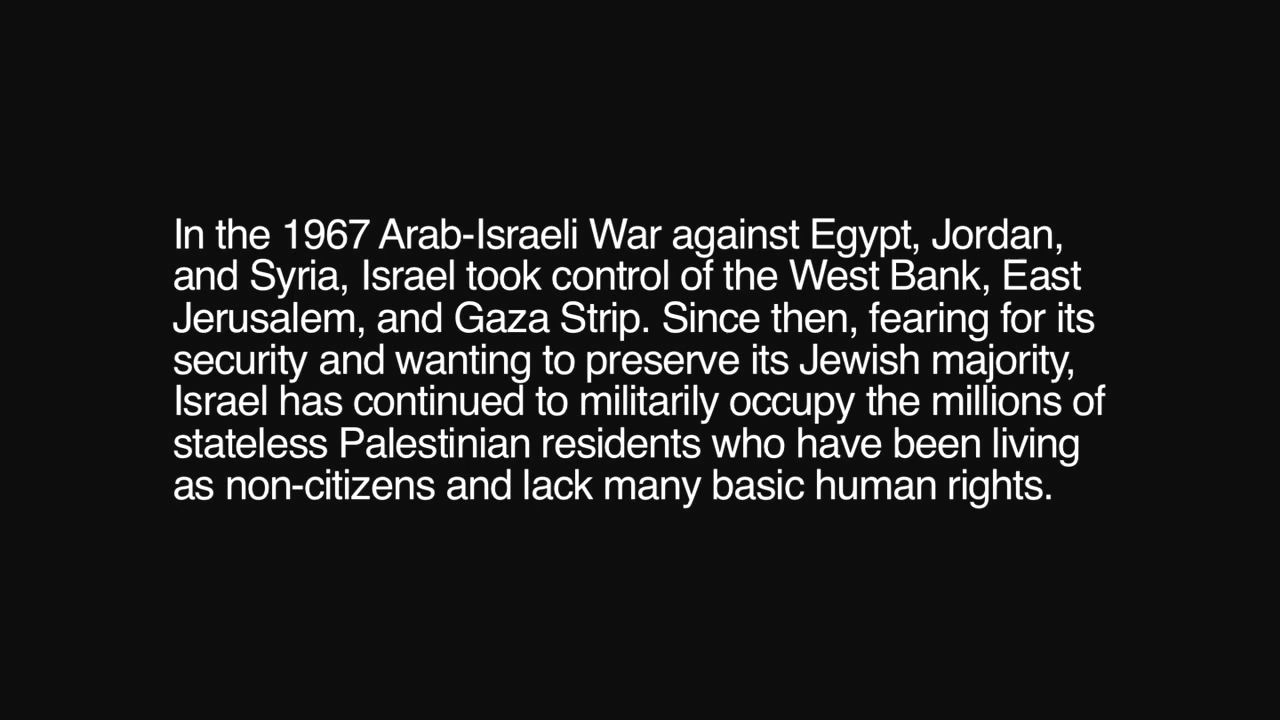 In the 1967 Arab-Israeli War against Egypt, Jordan,
and Syria, Israel took control of the West Bank, East
Jerusalem, and Gaza Strip. Since then, fearing for its
security and wanting to preserve its Jewish majority,
Israel has continued to militarily occupy the millions of
stateless Palestinian residents who have been living
as non-citizens and lack many basic human rights.